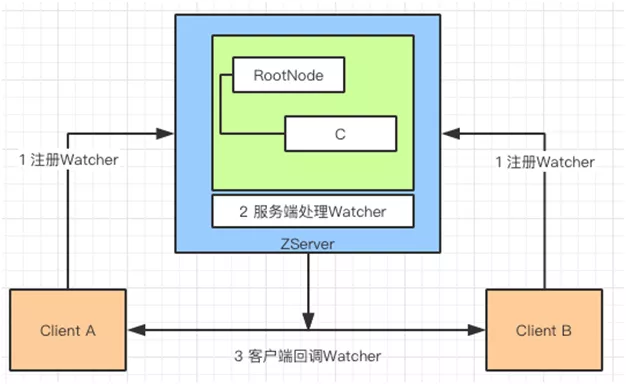 RootNode
C
1 注册Watcher
1 注册Watcher
2 服务端处理Watcher
ZServer
Client A
Client B
3 客户端回调Watcher